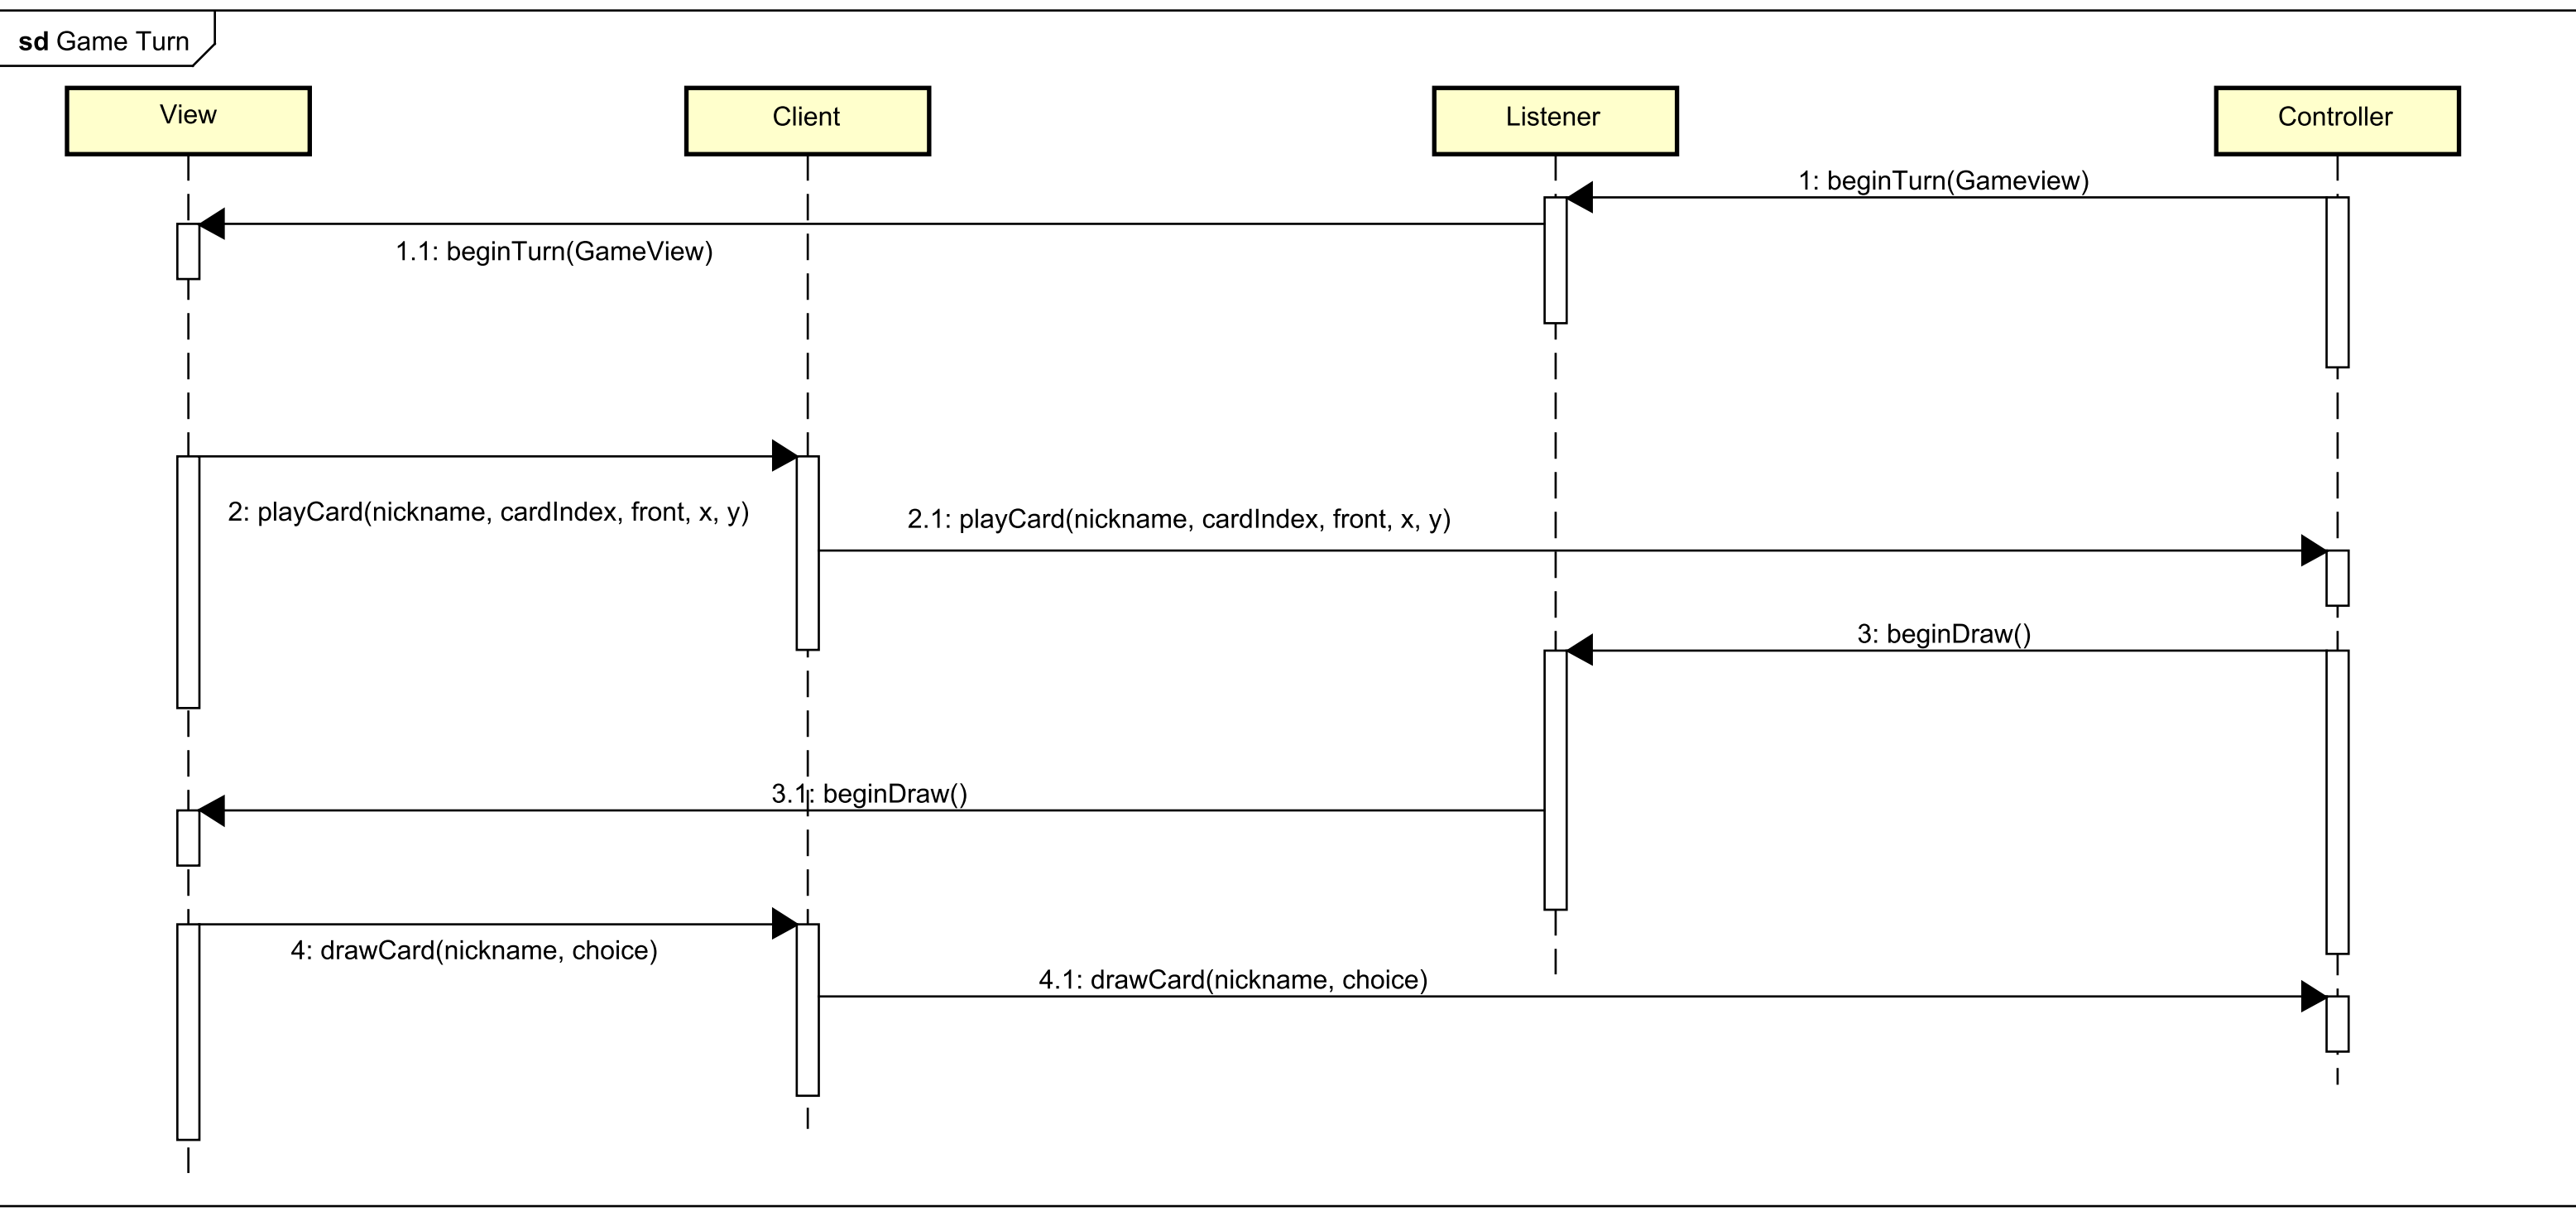 sd Game Turn
View
Client
Listener
Controller
1: beginTurn(Gameview)
1.1: beginTurn(GameView)
2: playCard(nickname, cardIndex, front, x, y)
2.1: playCard(nickname, cardIndex, front, x, y)
3: beginDraw()
3.1: beginDraw()
4: drawCard(nickname, choice)
4.1: drawCard(nickname, choice)